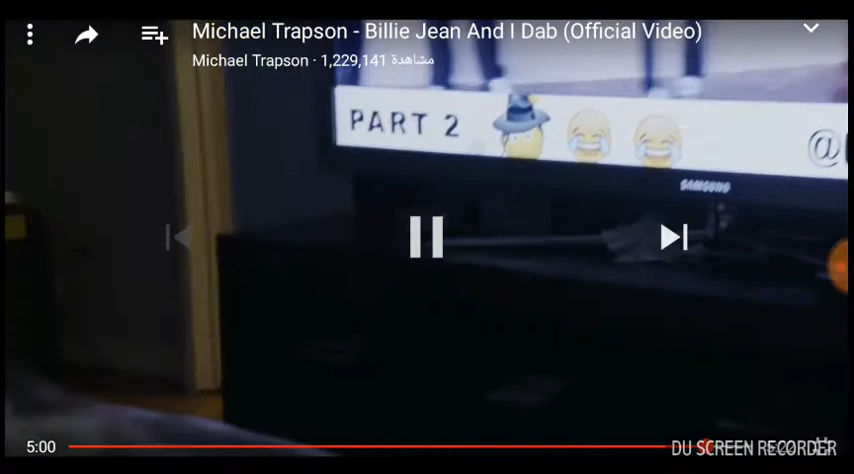 Michael Trapson - Billie Jean And I Dab (Official Video)
Michael Trapson · 1,229,141 مشاهدة
PART 2
@
SAMSUNG
5:00
DU SCREEN RECORDER